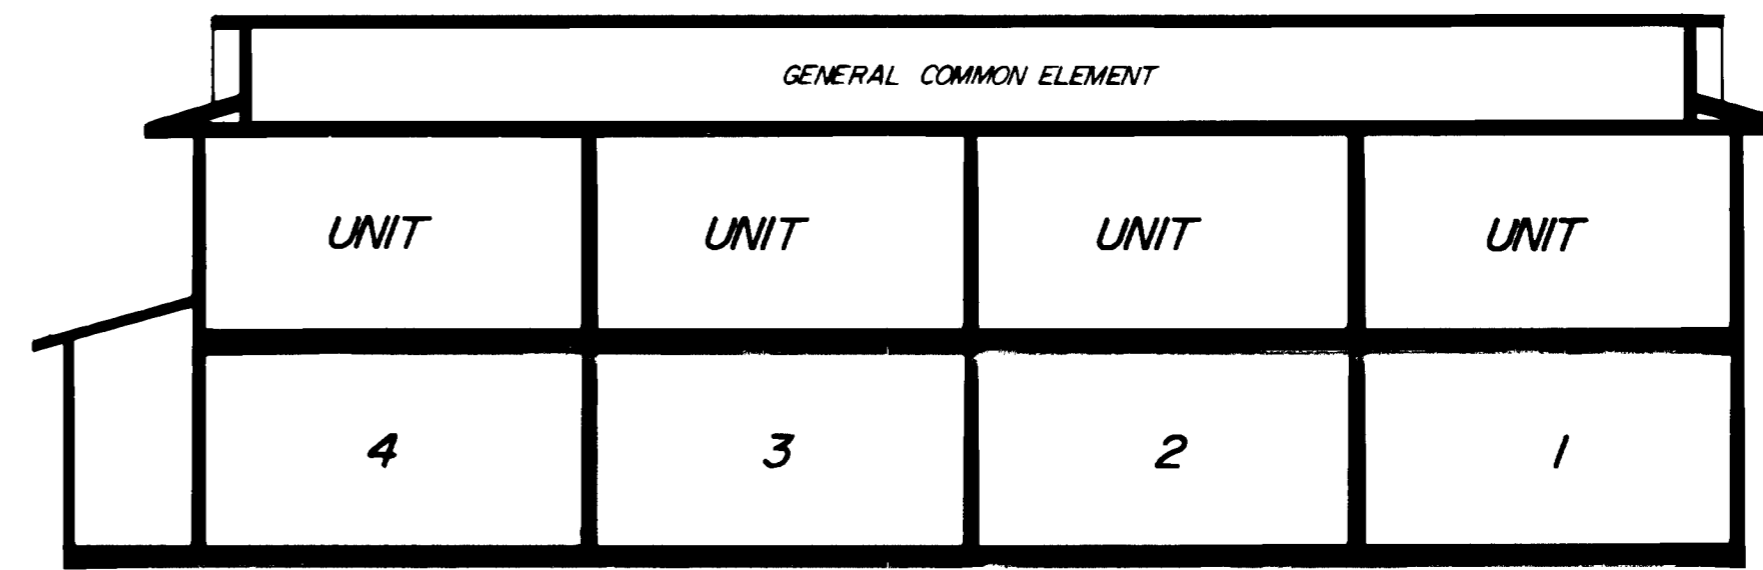 GENERAL COMMON ELEMENT
UNIT UNIT UNIT UNIT
4 3 2 1